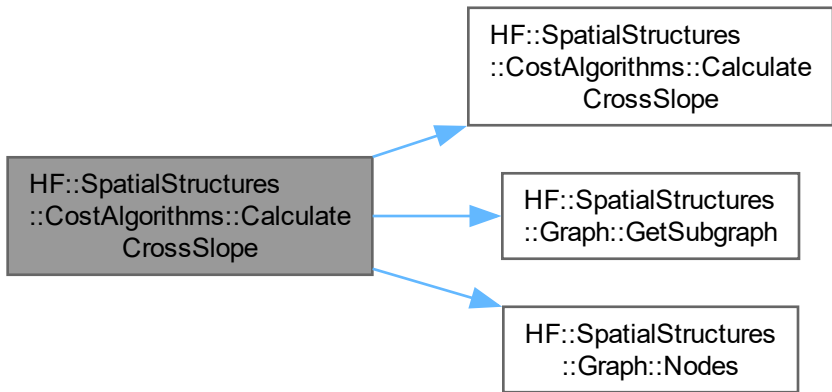 HF::SpatialStructures
::CostAlgorithms::Calculate
CrossSlope
HF::SpatialStructures
::CostAlgorithms::Calculate
CrossSlope
HF::SpatialStructures
::Graph::GetSubgraph
HF::SpatialStructures
::Graph::Nodes